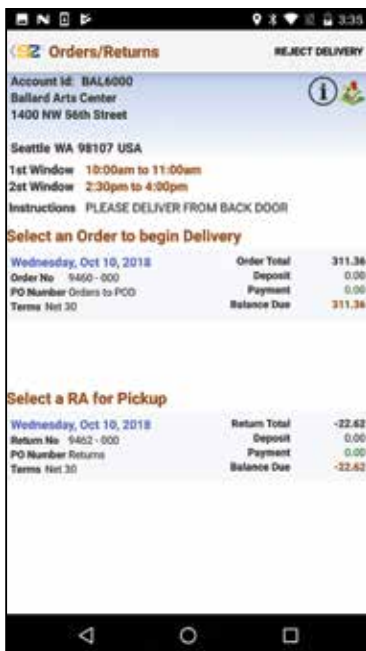 3:35
Orders/Returns REJECT DELIVERY
Account Id: BAL6000
Ballard Arts Center
1400 NW 56th Street
Seattle WA 98107 USA
1st Window 10:00am to 11:00am
2st Window 2:30pm to 4:00pm
Instructions PLEASE DELIVER FROM BACK DOOR
Select an Order to begin Delivery
Wednesday, Oct 10, 2018 Order Total 311.36
Order No 9460 - 000 Deposit 0.00
PO Number Orders to POD Payment 0.00
Terms Net 30 Balance Due 311.36
Select a RA for Pickup
Wednesday, Oct 10, 2018 Return Total -22.62
Return No 9462 - 000 Deposit 0.00
PO Number Returns Payment 0.00
Terms Net 30 Balance Due -22.62